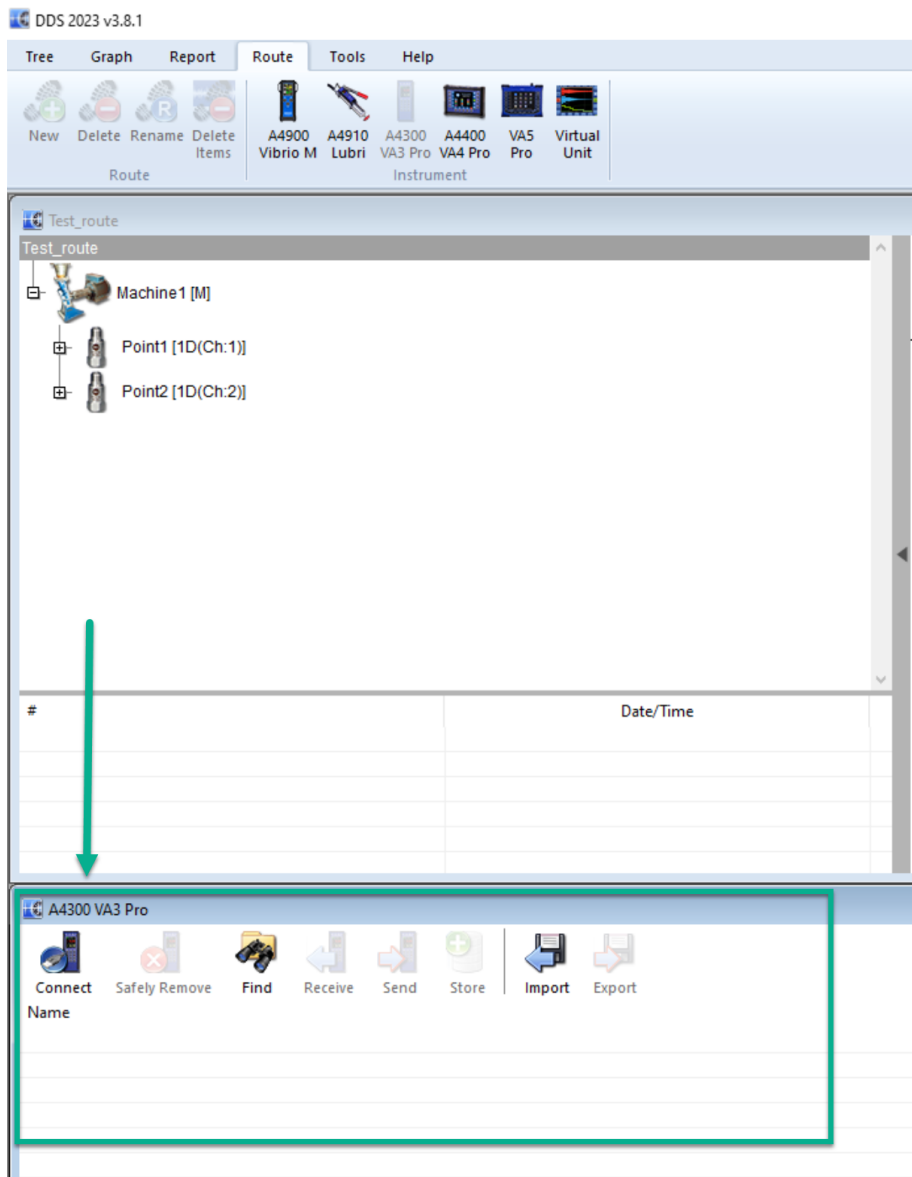 DDS 2023 v3.8.1
Tree Graph Report Route Tools Help
New Delete Rename Delete Items A4900 Vibrio M A4910 Lubri A4300 VA3 Pro A4400 VA4 Pro VA5 Pro Virtual Unit
Route Instrument
Test_route
Test_route
Machine1 [M]
Point1 [1D(Ch:1)]
Point2 [1D(Ch:2)]
# Date/Time
A4300 VA3 Pro
Connect Safely Remove Find Receive Send Store Import Export
Name